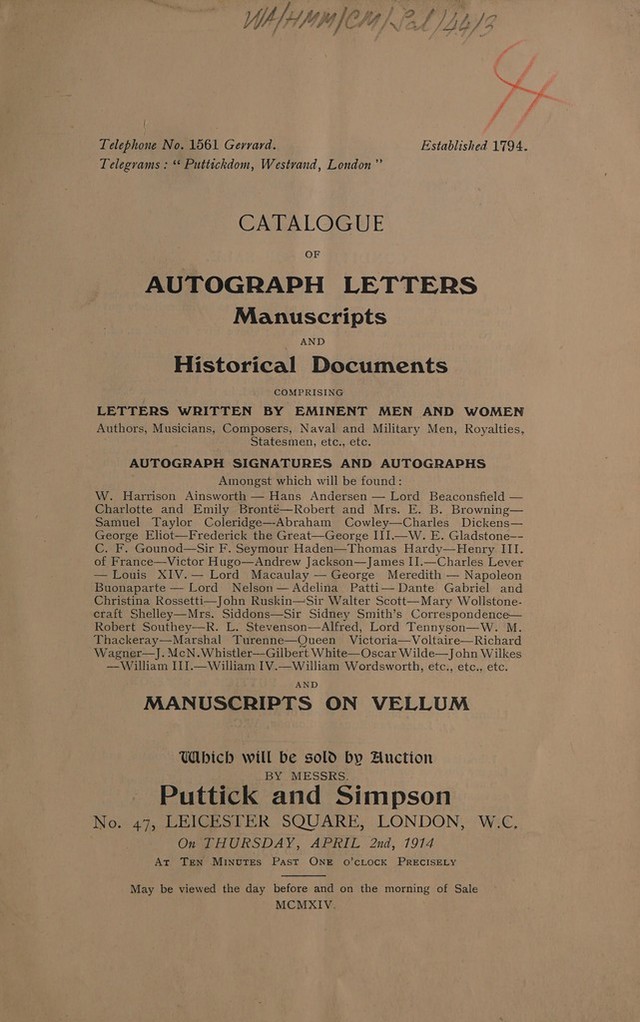 WA/HMM/CM/Sal/44/3
4
Telephone No. 1561 Gerrard. Established 1794.
Telegrams: “Puttickdom, Westrand, London”
CATALOGUE
OF
AUTOGRAPH LETTERS
Manuscripts
AND
Historical Documents
COMPRISING
LETTERS WRITTEN BY EMINENT MEN AND WOMEN
Authors, Musicians, Composers, Naval and Military Men, Royalties,
Statesmen, etc., etc.
AUTOGRAPH SIGNATURES AND AUTOGRAPHS
Amongst which will be found:
W. Harrison Ainsworth — Hans Andersen — Lord Beaconsfield —
Charlotte and Emily Brontë—Robert and Mrs. E. B. Browning—
Samuel Taylor Coleridge—Abraham Cowley—Charles Dickens—
George Eliot—Frederick the Great—George III.—W. E. Gladstone—
C. F. Gounod—Sir F. Seymour Haden—Thomas Hardy—Henry III.
of France—Victor Hugo—Andrew Jackson—James II.—Charles Lever
— Louis XIV. — Lord Macaulay — George Meredith — Napoleon
Buonaparte — Lord Nelson — Adelina Patti — Dante Gabriel and
Christina Rossetti—John Ruskin—Sir Walter Scott—Mary Wollstone-
craft Shelley—Mrs. Siddons—Sir Sidney Smith's Correspondence—
Robert Southey—R. L. Stevenson—Alfred, Lord Tennyson—W. M.
Thackeray—Marshal Turenne—Queen Victoria—Voltaire—Richard
Wagner—J. McN. Whistler—Gilbert White—Oscar Wilde—John Wilkes
—William III.—William IV.—William Wordsworth, etc., etc., etc.
AND
MANUSCRIPTS ON VELLUM
Which will be sold by Auction
BY MESSRS.
Puttick and Simpson
No. 47, LEICESTER SQUARE, LONDON, W.C.
On THURSDAY, APRIL 2nd, 1914
At Ten Minutes Past One o'clock Precisely
May be viewed the day before and on the morning of Sale
MCMXIV.